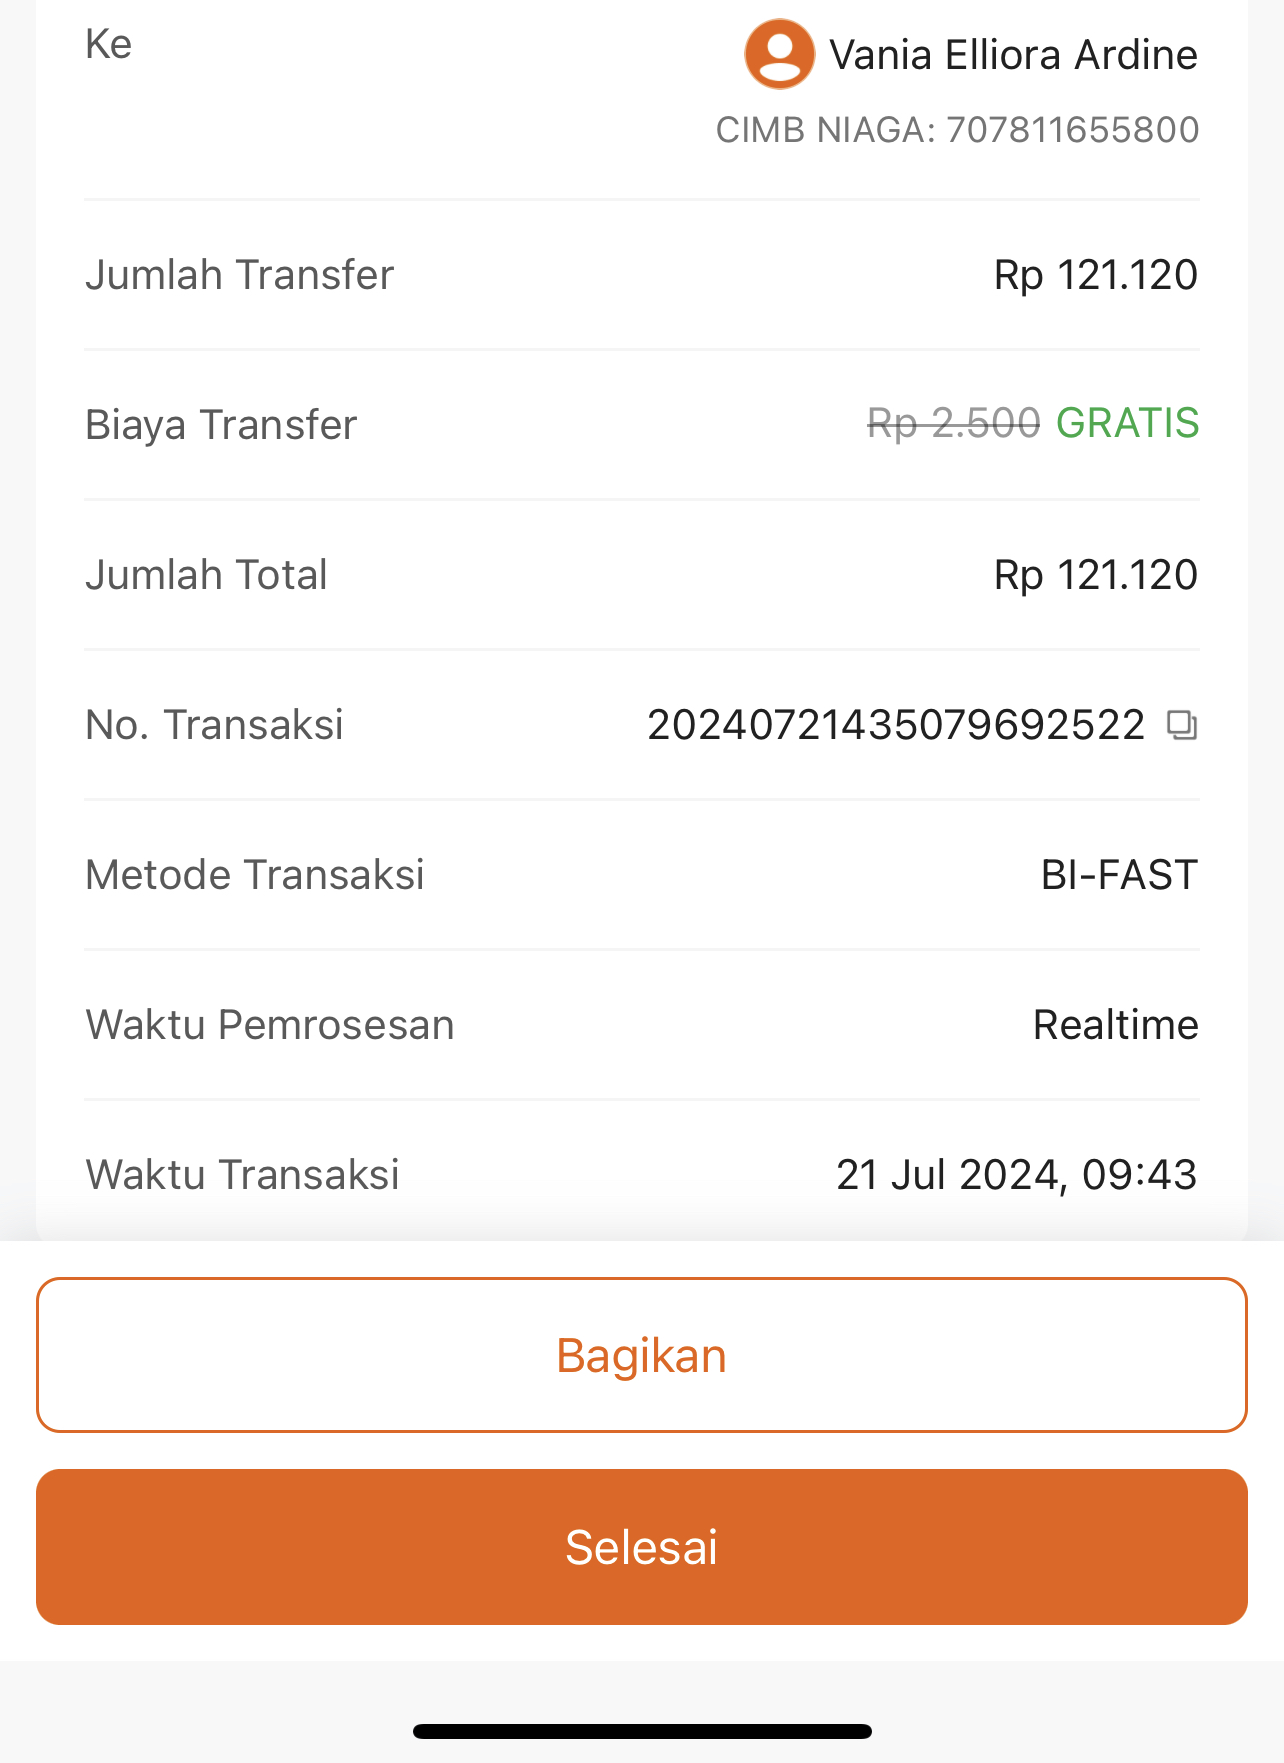 Ke
Vania Elliora Ardine
CIMB NIAGA: 707811655800
Jumlah Transfer Rp 121.120
Biaya Transfer Rp 2.500 GRATIS
Jumlah Total Rp 121.120
No. Transaksi 20240721435079692522
Metode Transaksi BI-FAST
Waktu Pemrosesan Realtime
Waktu Transaksi 21 Jul 2024, 09:43
Bagikan
Selesai